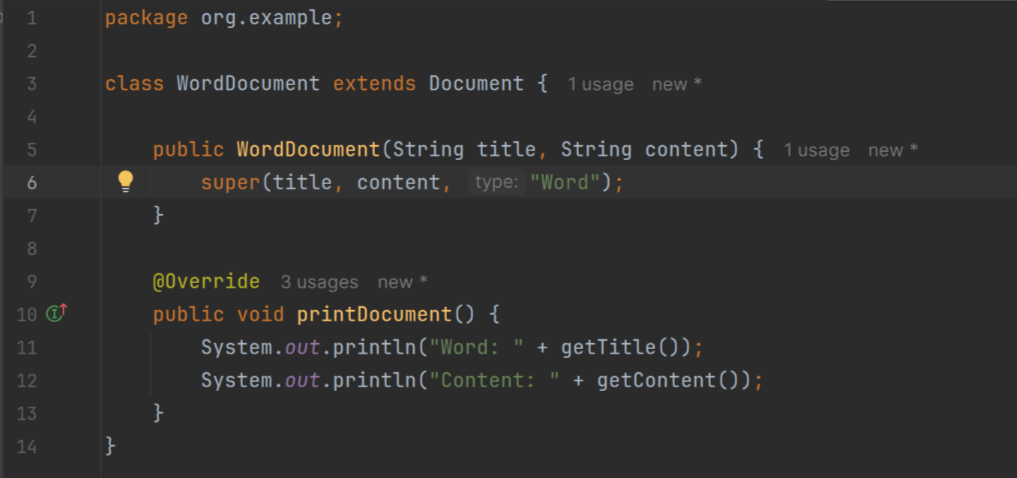 1 package org.example;
2
3 class WordDocument extends Document { 1 usage new *
4
5 public WordDocument(String title, String content) { 1 usage new *
6 super(title, content, type: "Word");
7 }
8
9 @Override 3 usages new *
10 public void printDocument() {
11 System.out.println("Word: " + getTitle());
12 System.out.println("Content: " + getContent());
13 }
14 }